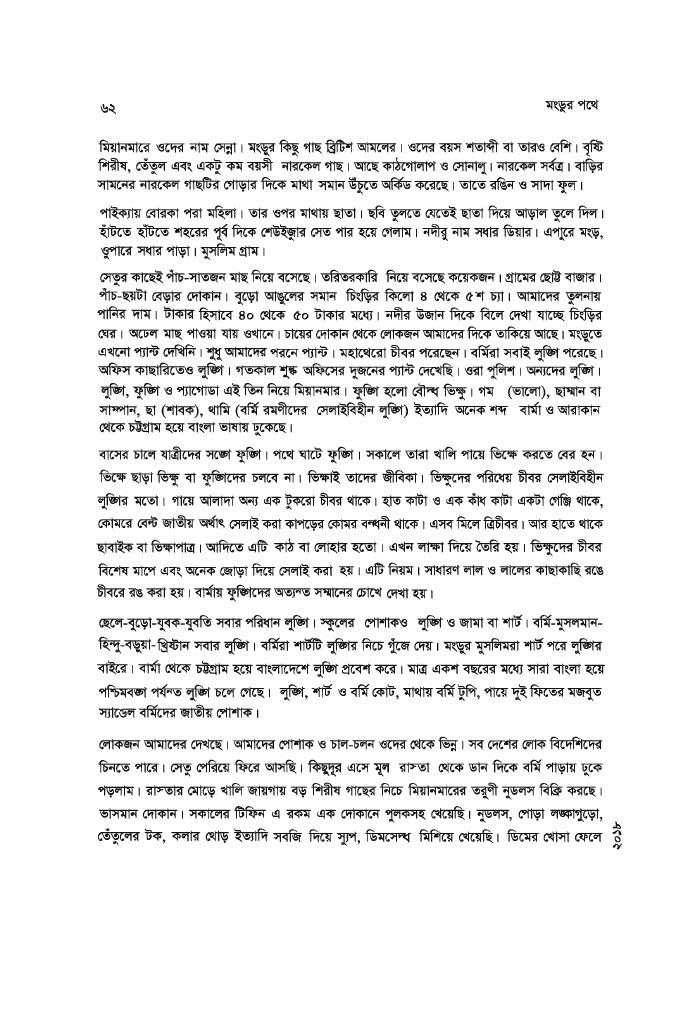 ৬২
মংডুর পথে
মিয়ানমারে ওদের নাম সেন্না। মংডুর কিছু গাছ ব্রিটিশ আমলের। ওদের বয়স শতাব্দী বা তারও বেশি। বৃষ্টি
শিরীষ, তেঁতুল এবং একটু কম বয়সী নারকেল গাছ। আছে কাঠগোলাপ ও সোনালু। নারকেল সর্বত্র। বাড়ির
সামনের নারকেল গাছটির গোড়ার দিকে মাথা সমান উঁচুতে অর্কিড করেছে। তাতে রঙিন ও সাদা ফুল।
পাইক্যায় বোরকা পরা মহিলা। তার ওপর মাথায় ছাতা। ছবি তুলতে যেতেই ছাতা দিয়ে আড়াল তুলে দিল।
হাঁটতে হাঁটতে শহরের পূর্ব দিকে শেউইজার সেত পার হয়ে গেলাম। নদীর নাম সধার ডিয়ার। এপারে মংড়,
ওপারে সধার পাড়া। মুসলিম গ্রাম।
সেতুর কাছেই পাঁচ-সাতজন মাছ নিয়ে বসেছে। তরিতরকারি নিয়ে বসেছে কয়েকজন। গ্রামের ছোট্ট বাজার।
পাঁচ-ছয়টা বেড়ার দোকান। বুড়ো আঙুলের সমান চিংড়ির কিলো ৪ থেকে ৫ শ চ্যা। আমাদের তুলনায়
পানির দাম। টাকার হিসাবে ৪০ থেকে ৫০ টাকার মধ্যে। নদীর উজান দিকে বিলে দেখা যাচ্ছে চিংড়ির
ঘের। অঢেল মাছ পাওয়া যায় ওখানে। চায়ের দোকান থেকে লোকজন আমাদের দিকে তাকিয়ে আছে। মংডুতে
এখনো প্যান্ট দেখিনি। শুধু আমাদের পরনে প্যান্ট। মহাথেরো চীবর পরেছেন। বর্মিরা সবাই লুঙ্গি পরেছে।
অফিস কাছারিতেও লুঙ্গি। গতকাল শুল্ক অফিসের দুজনের প্যান্ট দেখেছি। ওরা পুলিশ। অন্যদের লুঙ্গি।
লুঙ্গি, ফুঙ্গি ও প্যাগোডা এই তিন নিয়ে মিয়ানমার। ফুঙ্গি হলো বৌদ্ধ ভিক্ষু। গম (ভালো), ছাম্মান বা
সাম্পান, ছা (শাবক), থামি (বর্মি রমণীদের সেলাইবিহীন লুঙ্গি) ইত্যাদি অনেক শব্দ বার্মা ও আরাকান
থেকে চট্টগ্রাম হয়ে বাংলা ভাষায় ঢুকেছে।
বাসের চালে যাত্রীদের সঙ্গে ফুঙ্গি। পথে ঘাটে ফুঙ্গি। সকালে তারা খালি পায়ে ভিক্ষে করতে বের হন।
ভিক্ষে ছাড়া ভিক্ষু বা ফুঙ্গিদের চলবে না। ভিক্ষাই তাদের জীবিকা। ভিক্ষুদের পরিধেয় চীবর সেলাইবিহীন
লুঙ্গির মতো। গায়ে আলাদা অন্য এক টুকরো চীবর থাকে। হাত কাটা ও এক কাঁধ কাটা একটা গেঞ্জি থাকে,
কোমরে বেল্ট জাতীয় অর্থাৎ সেলাই করা কাপড়ের কোমর বন্ধনী থাকে। এসব মিলে ত্রিচীবর। আর হাতে থাকে
ছাবাইক বা ভিক্ষাপাত্র। আদিতে এটি কাঠ বা লোহার হতো। এখন লাক্ষা দিয়ে তৈরি হয়। ভিক্ষুদের চীবর
বিশেষ মাপে এবং অনেক জোড়া দিয়ে সেলাই করা হয়। এটি নিয়ম। সাধারণ লাল ও লালের কাছাকাছি রঙে
চীবরে রঙ করা হয়। বার্মায় ফুঙ্গিদের অত্যন্ত সম্মানের চোখে দেখা হয়।
ছেলে-বুড়ো-যুবক-যুবতি সবার পরিধান লুঙ্গি। স্কুলের পোশাকও লুঙ্গি ও জামা বা শার্ট। বর্মি-মুসলমান-
হিন্দু-বড়ুয়া-খ্রিষ্টান সবার লুঙ্গি। বর্মিরা শার্টটি লুঙ্গির নিচে গুঁজে দেয়। মংডুর মুসলিমরা শার্ট পরে লুঙ্গির
বাইরে। বার্মা থেকে চট্টগ্রাম হয়ে বাংলাদেশে লুঙ্গি প্রবেশ করে। মাত্র একশ বছরের মধ্যে সারা বাংলা হয়ে
পশ্চিমবঙ্গ পর্যন্ত লুঙ্গি চলে গেছে। লুঙ্গি, শার্ট ও বর্মি কোট, মাথায় বর্মি টুপি, পায়ে দুই ফিতের মজবুত
স্যান্ডেল বর্মিদের জাতীয় পোশাক।
লোকজন আমাদের দেখছে। আমাদের পোশাক ও চাল-চলন ওদের থেকে ভিন্ন। সব দেশের লোক বিদেশিদের
চিনতে পারে। সেতু পেরিয়ে ফিরে আসছি। কিছুদূর এসে মূল রাস্তা থেকে ডান দিকে বর্মি পাড়ায় ঢুকে
পড়লাম। রাস্তার মোড়ে খালি জায়গায় বড় শিরীষ গাছের নিচে মিয়ানমারের তরুণী নুডলস বিক্রি করছে।
ভাসমান দোকান। সকালের টিফিন এ রকম এক দোকানে পুলকসহ খেয়েছি। নুডলস, পোড়া লঙ্কাগুড়ো,
তেঁতুলের টক, কলার থোড় ইত্যাদি সবজি দিয়ে স্যুপ, ডিমসেদ্ধ মিশিয়ে খেয়েছি। ডিমের খোসা ফেলে
২০১৮